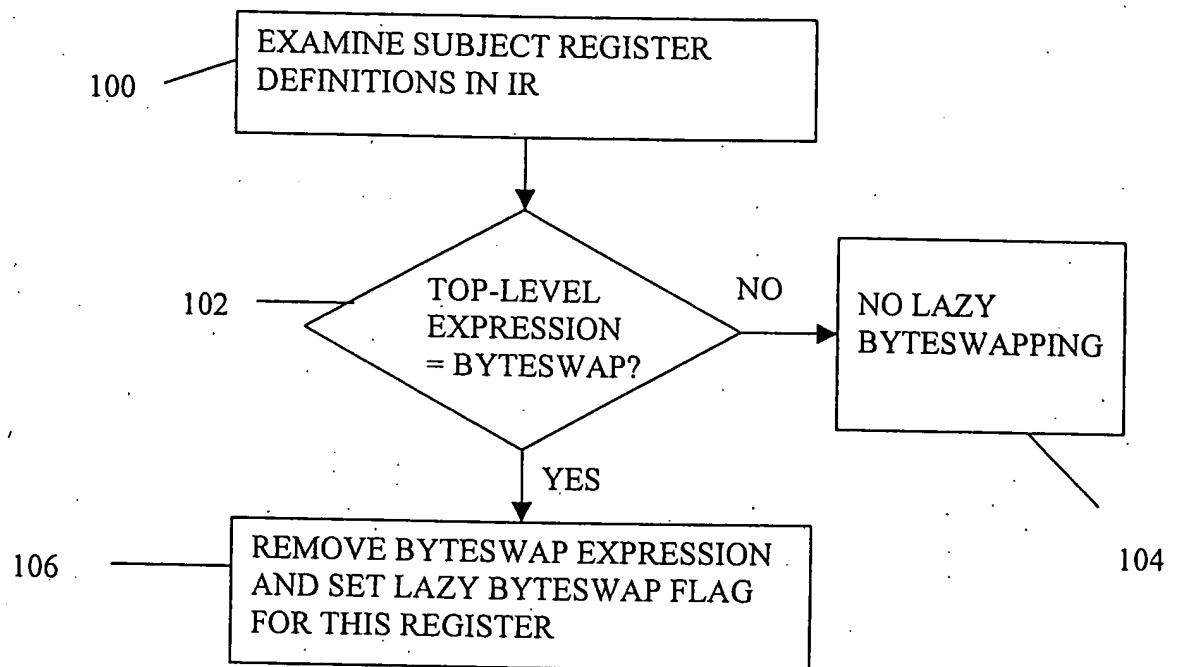 EXAMINE SUBJECT REGISTER
DEFINITIONS IN IR
100
102
TOP-LEVEL
EXPRESSION
= BYTESWAP?
NO
NO LAZY
BYTESWAPPING
YES
104
106
REMOVE BYTESWAP EXPRESSION
AND SET LAZY BYTESWAP FLAG
FOR THIS REGISTER